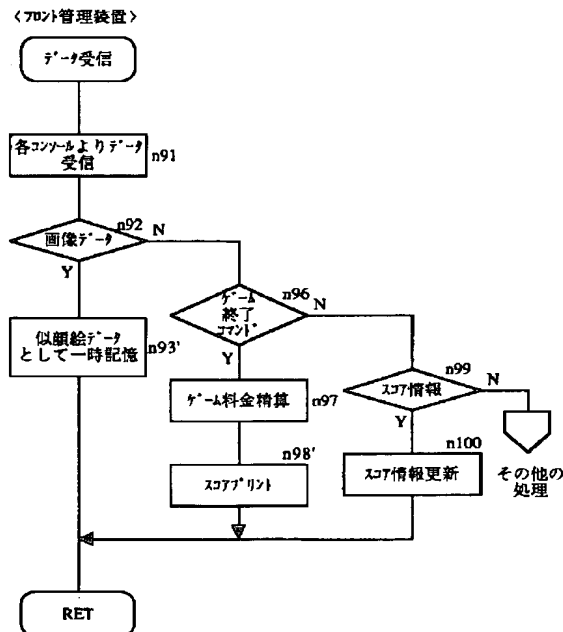 〈フロント管理装置〉
データ受信
各コンソールよりデータ
受信
n91
n92
画像データ
N
Y
似顔絵データ
として一時記憶
n93'
ゲーム
終了
コマンド
n96
N
Y
ゲーム料金精算
n97
n98'
スコアプリント
n99
スコア情報
N
Y
n100
スコア情報更新
その他の
処理
RET